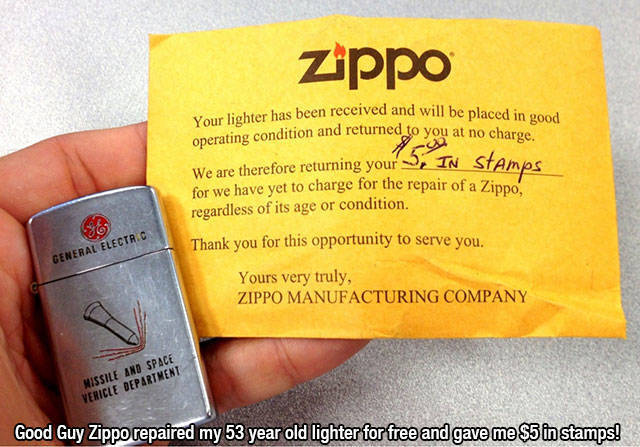 zippo
Your lighter has been received and will be placed in good
operating condition and returned to you at no charge.
We are therefore returning your $5.00 IN StAmps
for we have yet to charge for the repair of a Zippo,
regardless of its age or condition.
Thank you for this opportunity to serve you.
Yours very truly,
ZIPPO MANUFACTURING COMPANY
GE
GENERAL ELECTRIC
MISSILE AND SPACE
VEHICLE DEPARTMENT
Good Guy Zippo repaired my 53 year old lighter for free and gave me $5 in stamps!